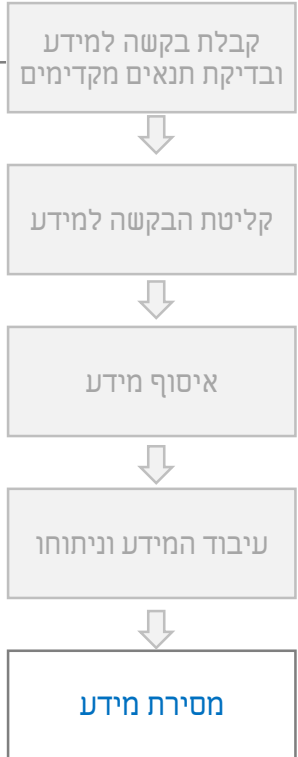 קבלת בקשה למידע
ובדיקת תנאים מקדימים
קליטת הבקשה למידע
איסוף מידע
עיבוד המידע וניתוחו
מסירת מידע